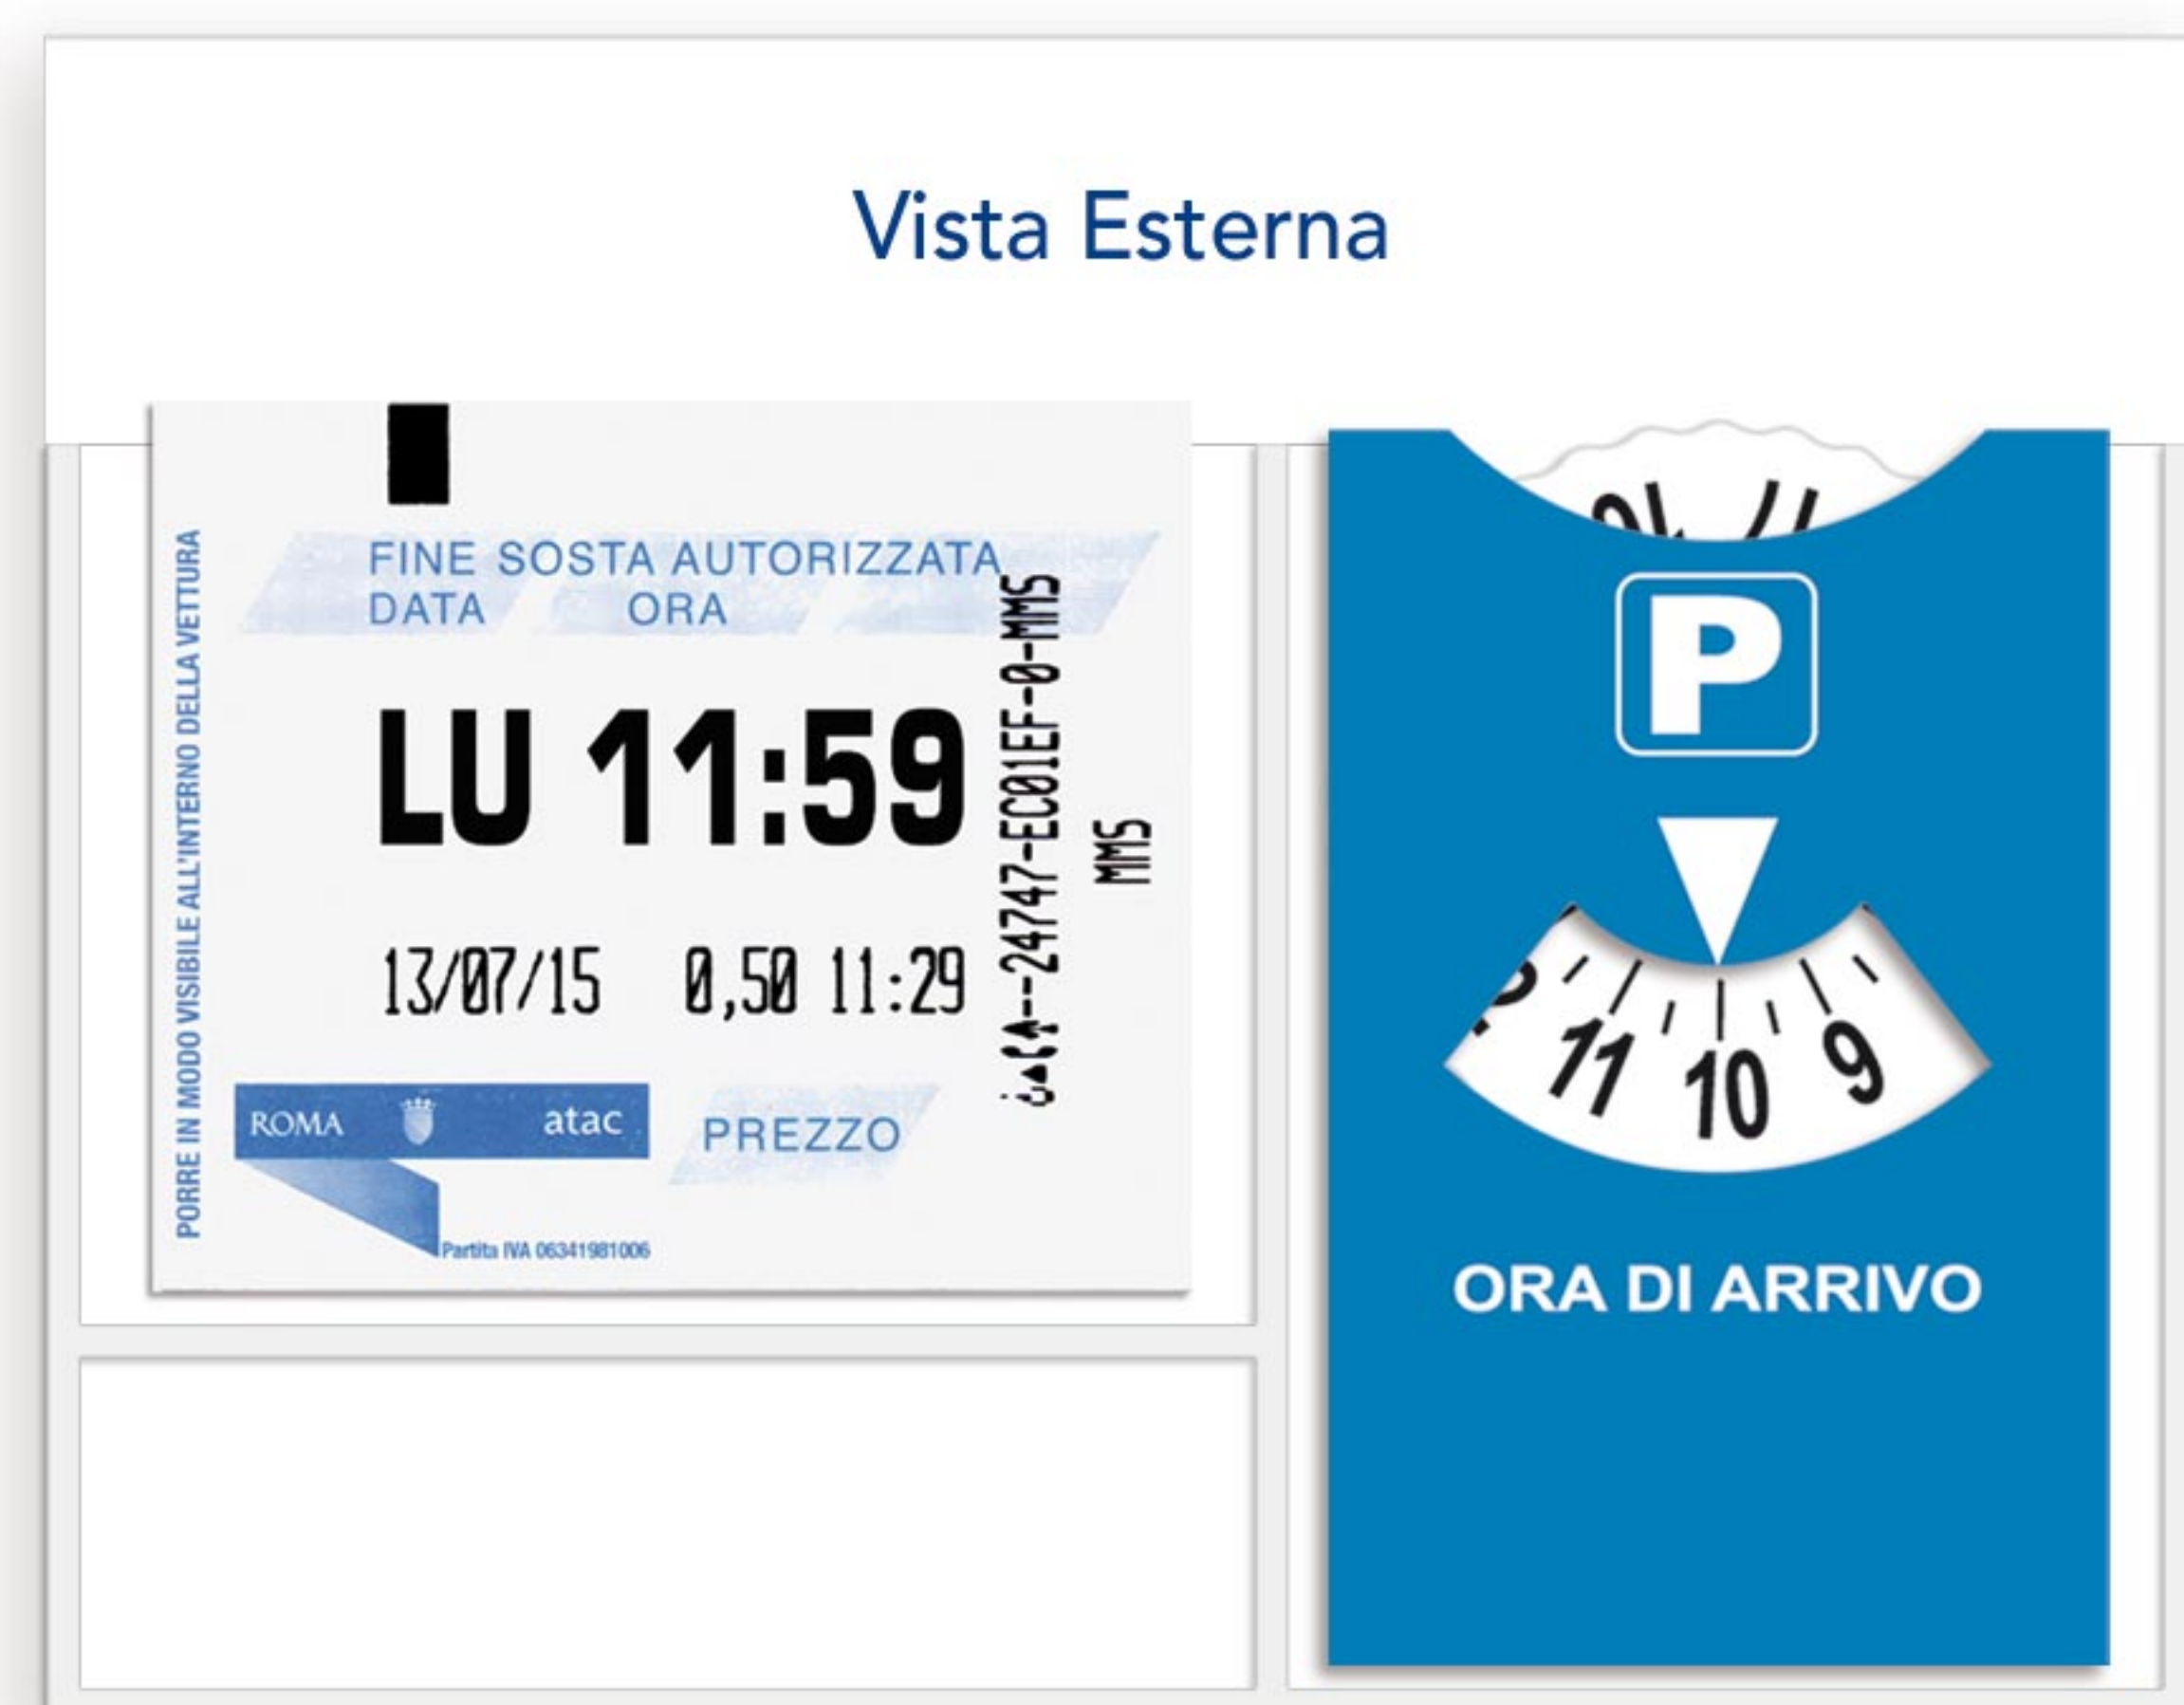 Vista Esterna
PORRE IN MODO VISIBILE ALL'INTERNO DELLA VETTURA
FINE SOSTA AUTORIZZATA
DATA ORA
LU 11:59
13/07/15 0,50 11:29
24747-EC01EF-0-MMS
MMS
ROMA atac PREZZO
Partita IVA 06341981006
P
11 10 9
ORA DI ARRIVO